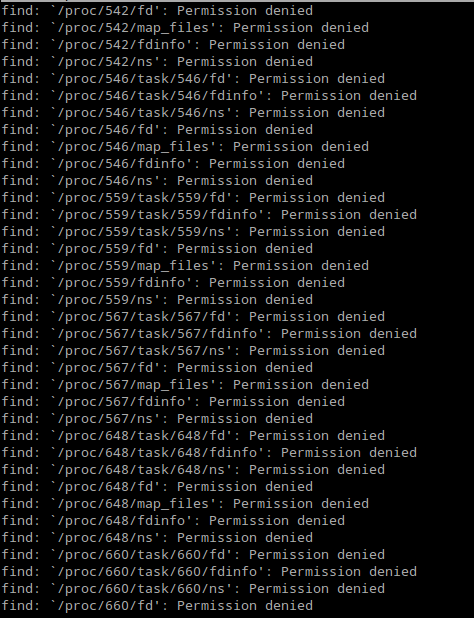 find: `/proc/542/fd': Permission denied
find: `/proc/542/map_files': Permission denied
find: `/proc/542/fdinfo': Permission denied
find: `/proc/542/ns': Permission denied
find: `/proc/546/task/546/fd': Permission denied
find: `/proc/546/task/546/fdinfo': Permission denied
find: `/proc/546/task/546/ns': Permission denied
find: `/proc/546/fd': Permission denied
find: `/proc/546/map_files': Permission denied
find: `/proc/546/fdinfo': Permission denied
find: `/proc/546/ns': Permission denied
find: `/proc/559/task/559/fd': Permission denied
find: `/proc/559/task/559/fdinfo': Permission denied
find: `/proc/559/task/559/ns': Permission denied
find: `/proc/559/fd': Permission denied
find: `/proc/559/map_files': Permission denied
find: `/proc/559/fdinfo': Permission denied
find: `/proc/559/ns': Permission denied
find: `/proc/567/task/567/fd': Permission denied
find: `/proc/567/task/567/fdinfo': Permission denied
find: `/proc/567/task/567/ns': Permission denied
find: `/proc/567/fd': Permission denied
find: `/proc/567/map_files': Permission denied
find: `/proc/567/fdinfo': Permission denied
find: `/proc/567/ns': Permission denied
find: `/proc/648/task/648/fd': Permission denied
find: `/proc/648/task/648/fdinfo': Permission denied
find: `/proc/648/task/648/ns': Permission denied
find: `/proc/648/fd': Permission denied
find: `/proc/648/map_files': Permission denied
find: `/proc/648/fdinfo': Permission denied
find: `/proc/648/ns': Permission denied
find: `/proc/660/task/660/fd': Permission denied
find: `/proc/660/task/660/fdinfo': Permission denied
find: `/proc/660/task/660/ns': Permission denied
find: `/proc/660/fd': Permission denied